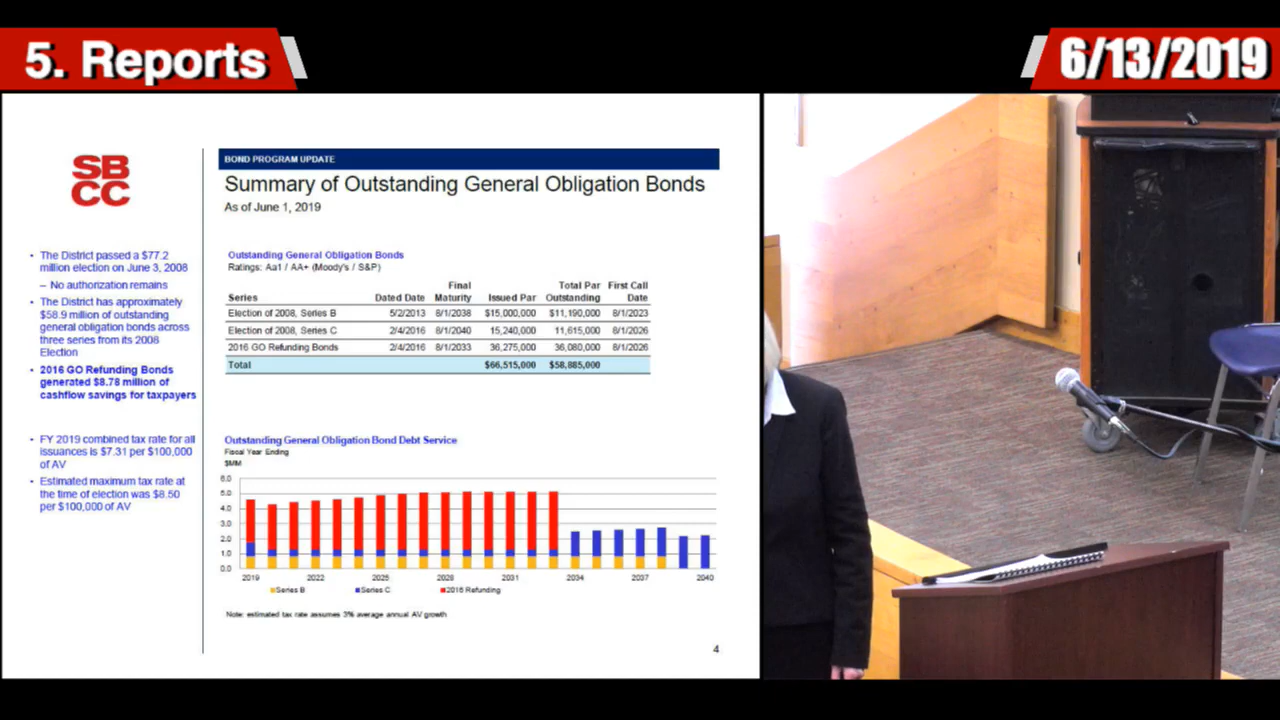 5. Reports
6/13/2019
SB
CC
• The District passed a $77.2
million election on June 3, 2008
– No authorization remains
• The District has approximately
$58.9 million of outstanding
general obligation bonds across
three series from its 2008
Election
• 2016 GO Refunding Bonds
generated $8.78 million of
cashflow savings for taxpayers
• FY 2019 combined tax rate for all
issuances is $7.31 per $100,000
of AV
• Estimated maximum tax rate at
the time of election was $8.50
per $100,000 of AV
BOND PROGRAM UPDATE
Summary of Outstanding General Obligation Bonds
As of June 1, 2019
Outstanding General Obligation Bonds
Ratings: Aa1 / AA+ (Moody's / S&P)
Final Total Par First Call
Series Dated Date Maturity Issued Par Outstanding Date
Election of 2008, Series B 5/2/2013 8/1/2038 $15,000,000 $11,190,000 8/1/2023
Election of 2008, Series C 2/4/2016 8/1/2040 15,240,000 11,615,000 8/1/2026
2016 GO Refunding Bonds 2/4/2016 8/1/2033 36,275,000 36,080,000 8/1/2026
Total $66,515,000 $58,885,000
Outstanding General Obligation Bond Debt Service
Fiscal Year Ending
$MM
6.0
5.0
4.0
3.0
2.0
1.0
0.0
2019 2022 2025 2028 2031 2034 2037 2040
Series B Series C 2016 Refunding
Note: estimated tax rate assumes 3% average annual AV growth
4